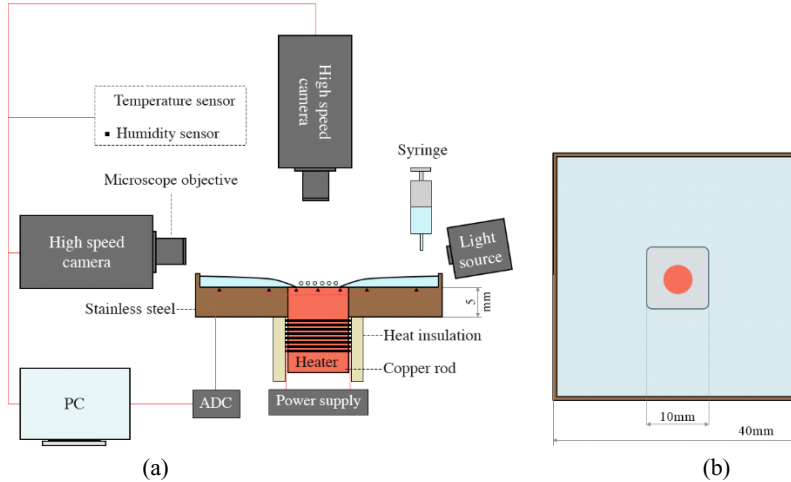 High speed
camera
Temperature sensor
▪ Humidity sensor
Syringe
Microscope objective
High speed
camera
Light
source
Stainless steel
5
mm
Heat insulation
Heater
Copper rod
PC
ADC
Power supply
10mm
40mm
(a)
(b)